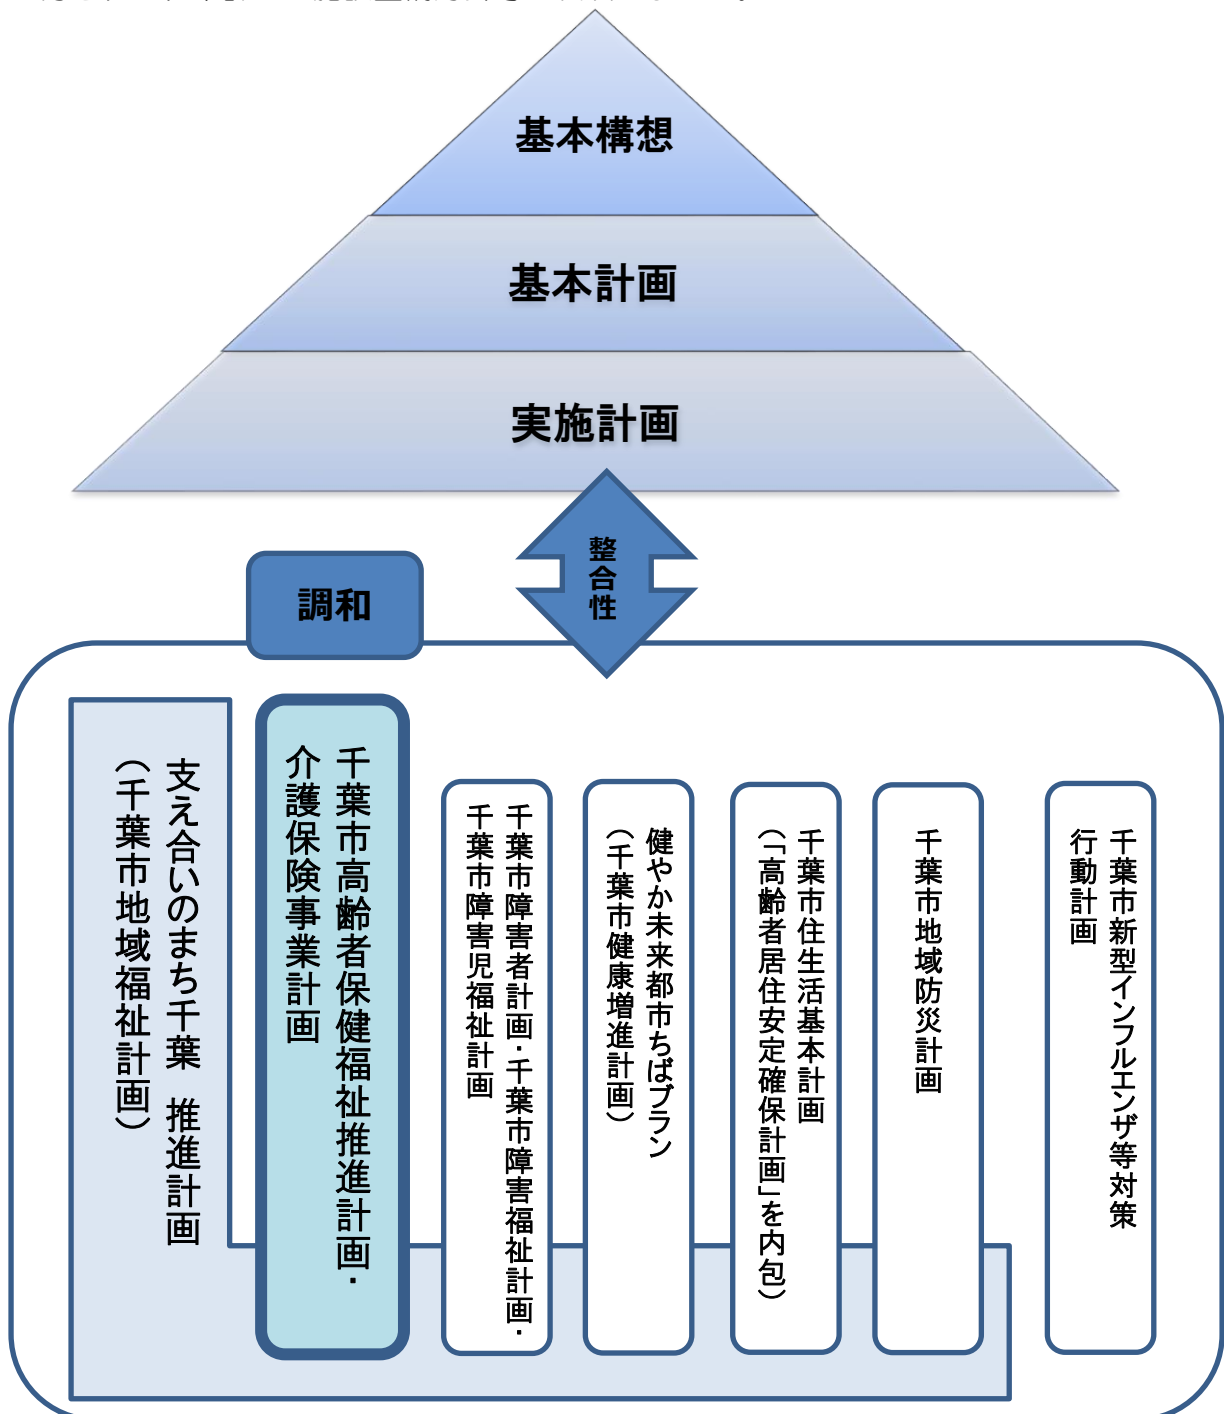 基本構想
基本計画
実施計画
整合性
調和
支え合いのまち千葉 推進計画
（千葉市地域福祉計画）
千葉市高齢者保健福祉推進計画・
介護保険事業計画
千葉市障害者計画・千葉市障害福祉計画・
千葉市障害児福祉計画
健やか未来都市ちばプラン
（千葉市健康増進計画）
千葉市住生活基本計画
（「高齢者居住安定確保計画」を内包）
千葉市地域防災計画
千葉市新型インフルエンザ等対策
行動計画